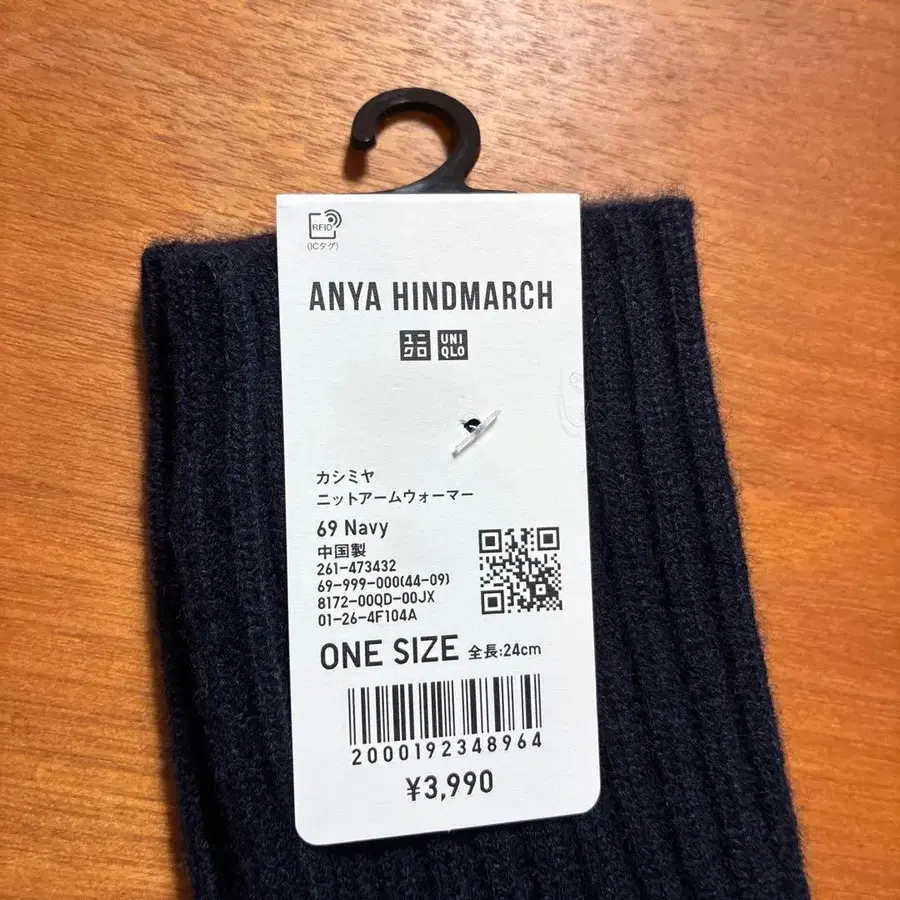 RFID
(ICタグ)
ANYA HINDMARCH
ユニクロ UNIQLO
カシミヤ
ニットアームウォーマー
69 Navy
中国製
261-473432
69-999-000(44-09)
8172-00QD-00JX
01-26-4F104A
ONE SIZE 全長:24cm
2000192348964
¥3,990